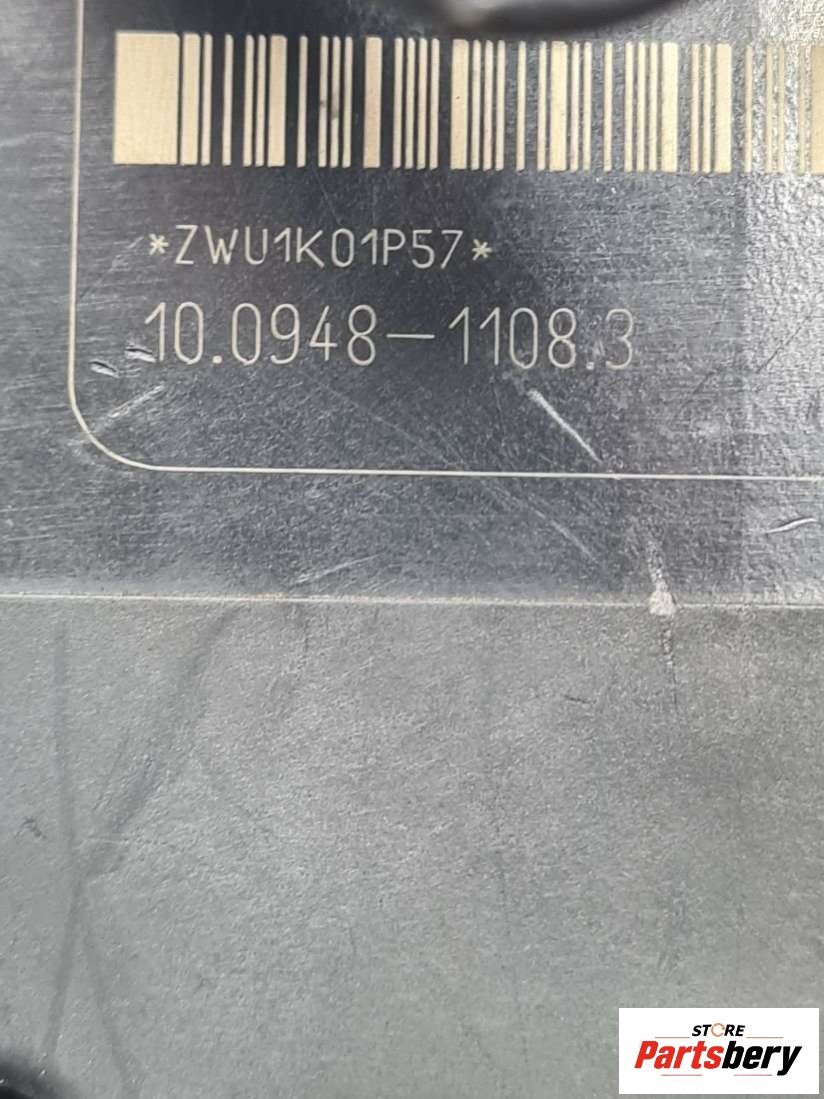 *ZWU1K01P57*
10.0948-1108.3
STORE
Partsbery